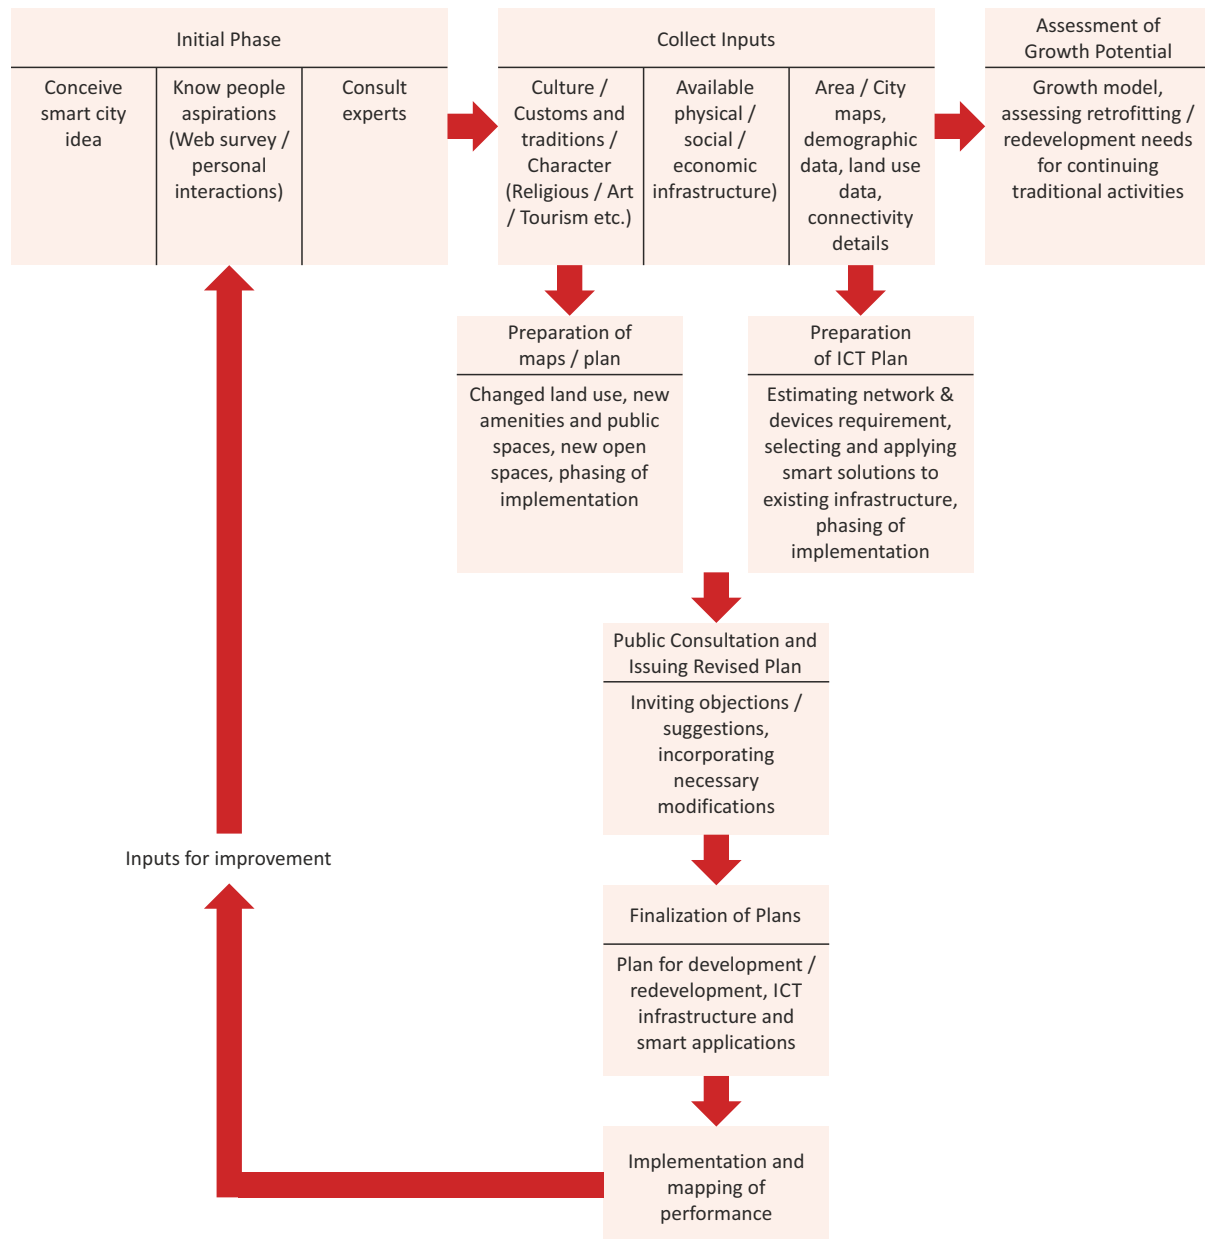 Initial Phase
Conceive
smart city
idea
Know people
aspirations
(Web survey /
personal
interactions)
Consult
experts
Collect Inputs
Culture /
Customs and
traditions /
Character
(Religious / Art
/ Tourism etc.)
Available
physical /
social /
economic
infrastructure)
Area / City
maps,
demographic
data, land use
data,
connectivity
details
Assessment of
Growth Potential
Growth model,
assessing retrofitting /
redevelopment needs
for continuing
traditional activities
Preparation of
maps / plan
Changed land use, new
amenities and public
spaces, new open
spaces, phasing of
implementation
Preparation
of ICT Plan
Estimating network &
devices requirement,
selecting and applying
smart solutions to
existing infrastructure,
phasing of
implementation
Public Consultation and
Issuing Revised Plan
Inviting objections /
suggestions,
incorporating
necessary
modifications
Inputs for improvement
Finalization of Plans
Plan for development /
redevelopment, ICT
infrastructure and
smart applications
Implementation and
mapping of
performance